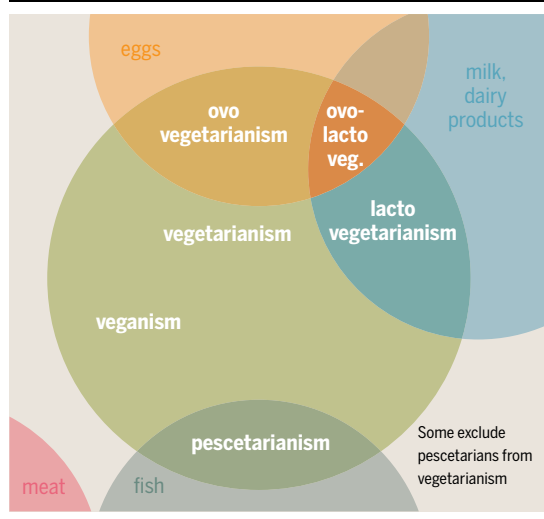 eggs
milk,
dairy
products
ovo
vegetarianism
ovo-
lacto
veg.
lacto
vegetarianism
vegetarianism
veganism
pescetarianism
Some exclude
pescetarians from
vegetarianism
meat
fish